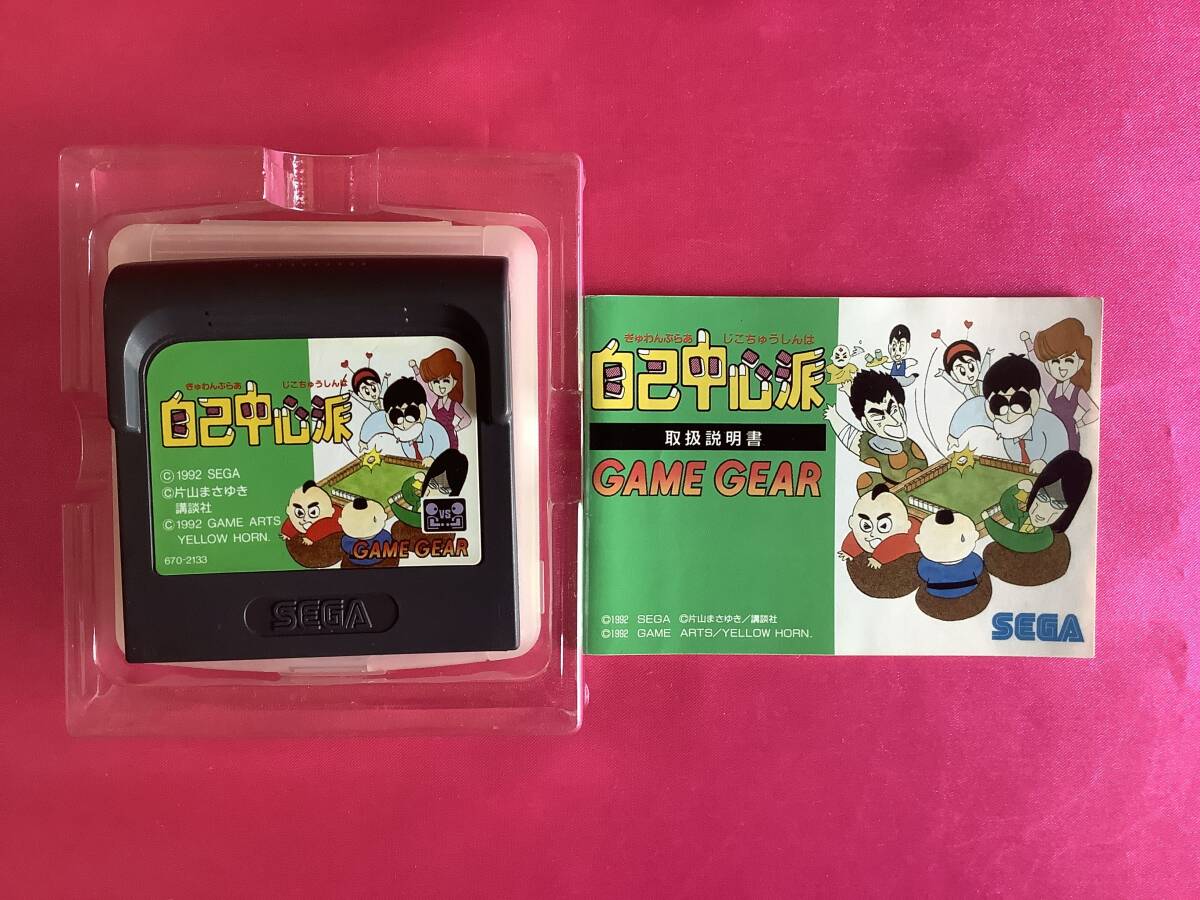 ぎゅわんぶらあ じこちゅうしんは
自己中心派
©1992 SEGA
©片山まさゆき
講談社
©1992 GAME ARTS
YELLOW HORN.
670-2133
VS
GAME GEAR
SEGA
ぎゅわんぶらあ じこちゅうしんは
自己中心派
取扱説明書
GAME GEAR
©1992 SEGA ©片山まさゆき/講談社
©1992 GAME ARTS/YELLOW HORN.
SEGA